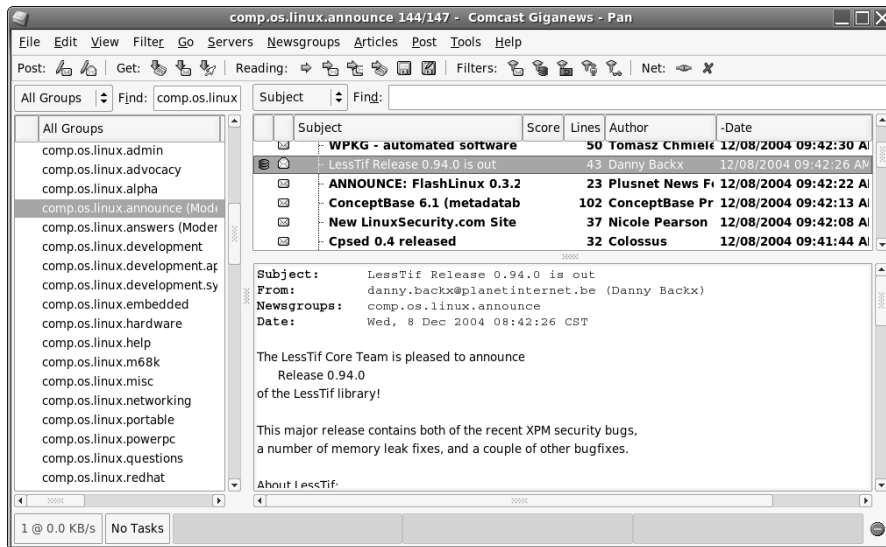 comp.os.linux.announce 144/147 - Comcast Giganews - Pan
File Edit View Filter Go Servers Newsgroups Articles Post Tools Help
Post: Get: Reading: Filters: Net:
All Groups Find: comp.os.linux Subject Find:
All Groups
comp.os.linux.admin
comp.os.linux.advocacy
comp.os.linux.alpha
comp.os.linux.announce (Mode
comp.os.linux.answers (Moder
comp.os.linux.development
comp.os.linux.development.ap
comp.os.linux.development.sy
comp.os.linux.embedded
comp.os.linux.hardware
comp.os.linux.help
comp.os.linux.m68k
comp.os.linux.misc
comp.os.linux.networking
comp.os.linux.portable
comp.os.linux.powerpc
comp.os.linux.questions
comp.os.linux.redhat
Subject Score Lines Author -Date
WPKG - automated software 50 Tomasz Chmiele 12/08/2004 09:42:30 A
LessTif Release 0.94.0 is out 43 Danny Backx 12/08/2004 09:42:26 AM
ANNOUNCE: FlashLinux 0.3.2 23 Plusnet News F 12/08/2004 09:42:22 A
ConceptBase 6.1 (metadatab 102 ConceptBase Pr 12/08/2004 09:42:13 A
New LinuxSecurity.com Site 37 Nicole Pearson 12/08/2004 09:42:08 A
Cpsed 0.4 released 32 Colossus 12/08/2004 09:41:44 A
Subject: LessTif Release 0.94.0 is out
From: danny.backx@planetinternet.be (Danny Backx)
Newsgroups: comp.os.linux.announce
Date: Wed, 8 Dec 2004 08:42:26 CST
The LessTif Core Team is pleased to announce
Release 0.94.0
of the LessTif library!
This major release contains both of the recent XPM security bugs,
a number of memory leak fixes, and a couple of other bugfixes.
About LessTif:
1 @ 0.0 KB/s No Tasks